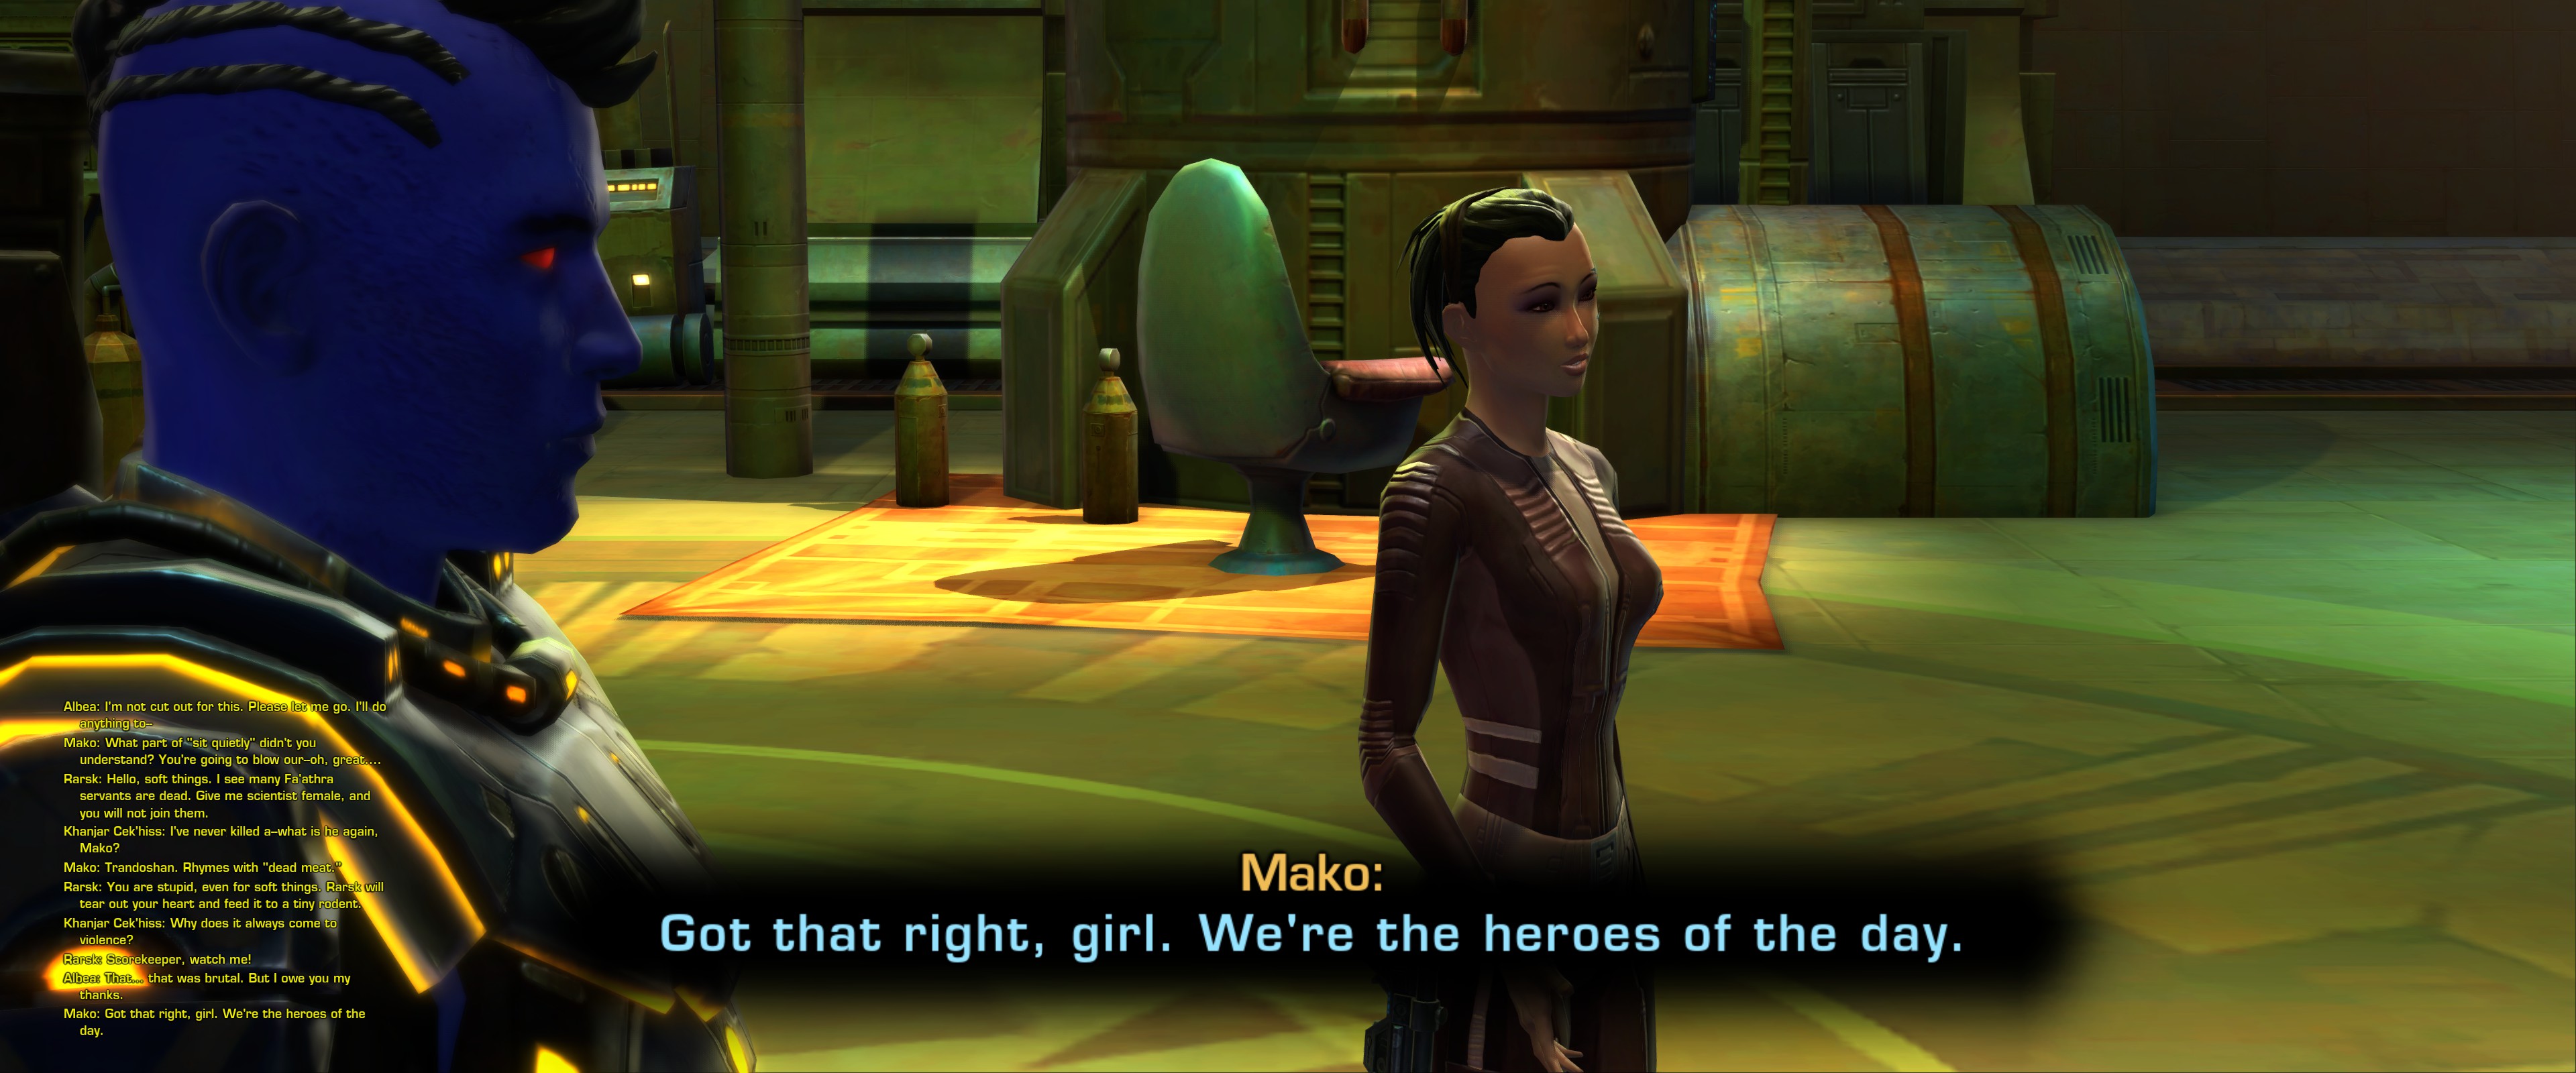 Albea: I'm not cut out for this. Please let me go. I'll do
anything to–
Mako: What part of "sit quietly" didn't you
understand? You're going to blow our–oh, great....
Rarsk: Hello, soft things. I see many Fa'athra
servants are dead. Give me scientist female, and
you will not join them.
Khanjar Cek'hiss: I've never killed a–what is he again,
Mako?
Mako: Trandoshan. Rhymes with "dead meat."
Rarsk: You are stupid, even for soft things. Rarsk will
tear out your heart and feed it to a tiny rodent.
Khanjar Cek'hiss: Why does it always come to
violence?
Rarsk: Scorekeeper, watch me!
Albea: That... that was brutal. But I owe you my
thanks.
Mako: Got that right, girl. We're the heroes of the
day.
Mako:
Got that right, girl. We're the heroes of the day.